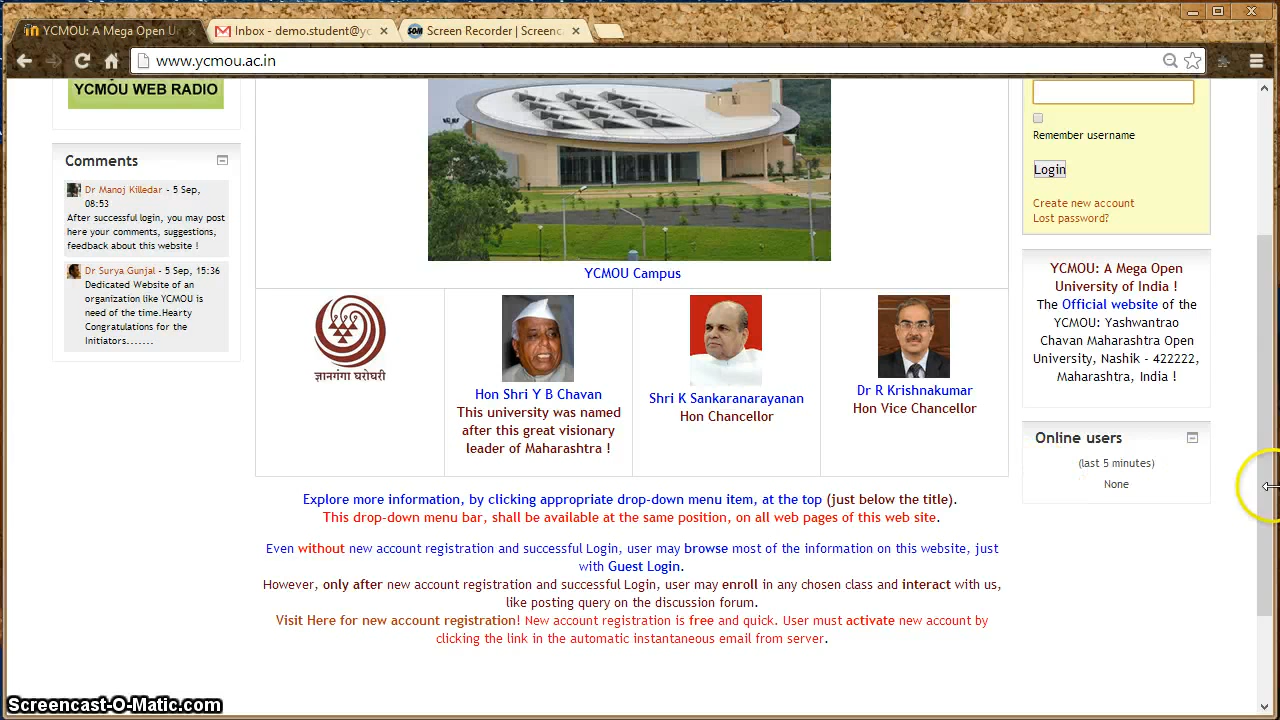 YCMOU: A Mega Open Un
Inbox - demo.student@yc
Screen Recorder | Screenc
www.ycmou.ac.in
YCMOU WEB RADIO
Comments
Dr Manoj Killedar - 5 Sep,
08:53
After successful login, you may post
here your comments, suggestions,
feedback about this website !
Dr Surya Gunjal - 5 Sep, 15:36
Dedicated Website of an
organization like YCMOU is
need of the time.Hearty
Congratulations for the
Initiators.......
YCMOU Campus
ज्ञानगंगा घरोघरी
Hon Shri Y B Chavan
This university was named
after this great visionary
leader of Maharashtra !
Shri K Sankaranarayanan
Hon Chancellor
Dr R Krishnakumar
Hon Vice Chancellor
Explore more information, by clicking appropriate drop-down menu item, at the top (just below the title).
This drop-down menu bar, shall be available at the same position, on all web pages of this web site.
Even without new account registration and successful Login, user may browse most of the information on this website, just
with Guest Login.
However, only after new account registration and successful Login, user may enroll in any chosen class and interact with us,
like posting query on the discussion forum.
Visit Here for new account registration! New account registration is free and quick. User must activate new account by
clicking the link in the automatic instantaneous email from server.
Remember username
Login
Create new account
Lost password?
YCMOU: A Mega Open
University of India !
The Official website of the
YCMOU: Yashwantrao
Chavan Maharashtra Open
University, Nashik - 422222,
Maharashtra, India !
Online users
(last 5 minutes)
None
Screencast-O-Matic.com